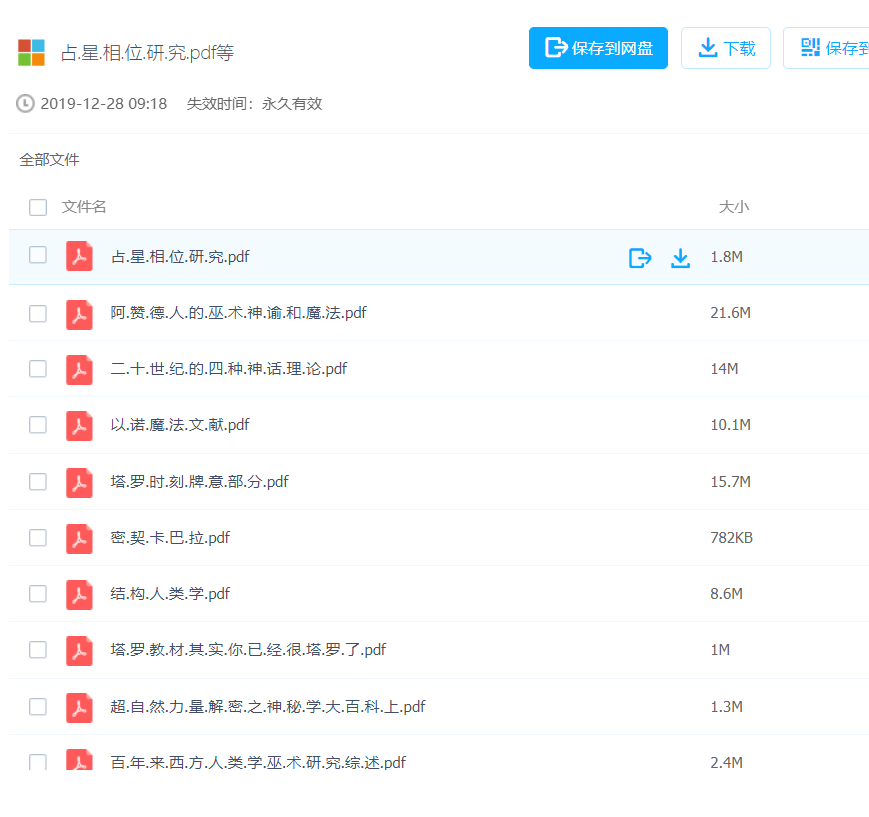 占.星.相.位.研.究.pdf等
保存到网盘
下载
保存到
2019-12-28 09:18 失效时间：永久有效
全部文件
文件名 大小
占.星.相.位.研.究.pdf 1.8M
阿.赞.德.人.的.巫.术.神.谕.和.魔.法.pdf 21.6M
二.十.世.纪.的.四.种.神.话.理.论.pdf 14M
以.诺.魔.法.文.献.pdf 10.1M
塔.罗.时.刻.牌.意.部.分.pdf 15.7M
密.契.卡.巴.拉.pdf 782KB
结.构.人.类.学.pdf 8.6M
塔.罗.教.材.其.实.你.已.经.很.塔.罗.了.pdf 1M
超.自.然.力.量.解.密.之.神.秘.学.大.百.科.上.pdf 1.3M
百.年.来.西.方.人.类.学.巫.术.研.究.综.述.pdf 2.4M